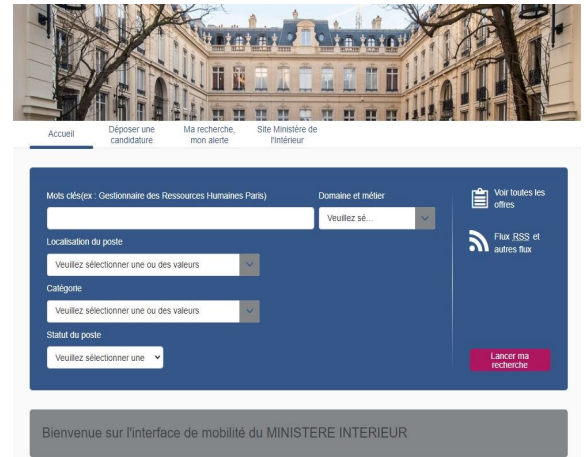 Accueil
Déposer une
candidature
Ma recherche,
mon alerte
Site Ministère de
l'Intérieur
Mots clés(ex : Gestionnaire des Ressources Humaines Paris)
Domaine et métier
Veuillez sé...
Localisation du poste
Veuillez sélectionner une ou des valeurs
Catégorie
Veuillez sélectionner une ou des valeurs
Statut du poste
Veuillez sélectionner une
Voir toutes les
offres
Flux RSS et
autres flux
Lancer ma
recherche
Bienvenue sur l'interface de mobilité du MINISTERE INTERIEUR